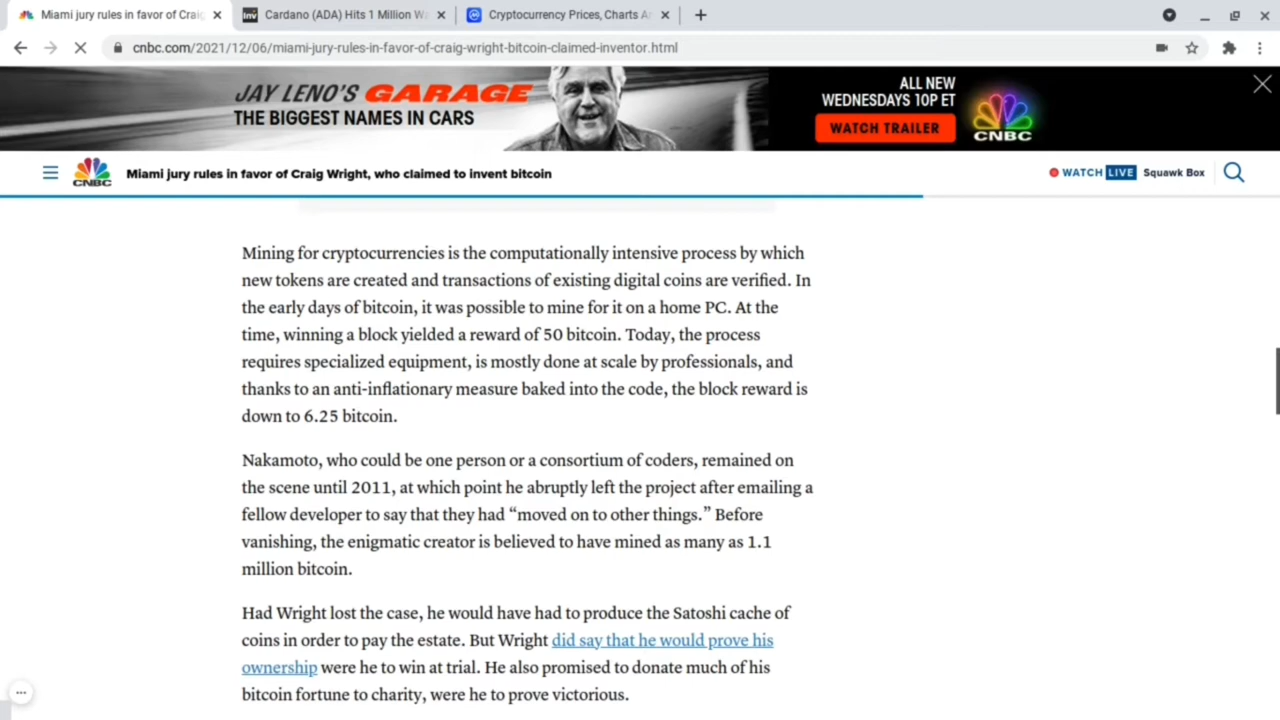 Miami jury rules in favor of Craig
Cardano (ADA) Hits 1 Million W
Cryptocurrency Prices, Charts A
cnbc.com/2021/12/06/miami-jury-rules-in-favor-of-craig-wright-bitcoin-claimed-inventor.html
JAY LENO'S GARAGE
THE BIGGEST NAMES IN CARS
ALL NEW
WEDNESDAYS 10P ET
WATCH TRAILER
CNBC
CNBC
Miami jury rules in favor of Craig Wright, who claimed to invent bitcoin
WATCH LIVE Squawk Box
Mining for cryptocurrencies is the computationally intensive process by which
new tokens are created and transactions of existing digital coins are verified. In
the early days of bitcoin, it was possible to mine for it on a home PC. At the
time, winning a block yielded a reward of 50 bitcoin. Today, the process
requires specialized equipment, is mostly done at scale by professionals, and
thanks to an anti-inflationary measure baked into the code, the block reward is
down to 6.25 bitcoin.
Nakamoto, who could be one person or a consortium of coders, remained on
the scene until 2011, at which point he abruptly left the project after emailing a
fellow developer to say that they had “moved on to other things.” Before
vanishing, the enigmatic creator is believed to have mined as many as 1.1
million bitcoin.
Had Wright lost the case, he would have had to produce the Satoshi cache of
coins in order to pay the estate. But Wright did say that he would prove his
ownership were he to win at trial. He also promised to donate much of his
bitcoin fortune to charity, were he to prove victorious.